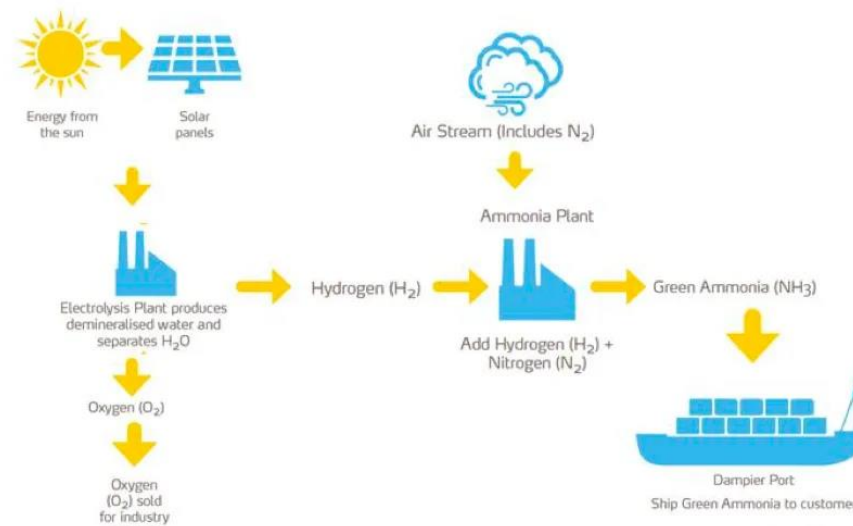 Energy from
the sun
Solar
panels
Air Stream (Includes N₂)
Ammonia Plant
Electrolysis Plant produces
demineralised water and
separates H₂O
Hydrogen (H₂)
Add Hydrogen (H₂) +
Nitrogen (N₂)
Green Ammonia (NH3)
Oxygen (O₂)
Oxygen
(O₂) sold
for industry
Dampier Port
Ship Green Ammonia to custome